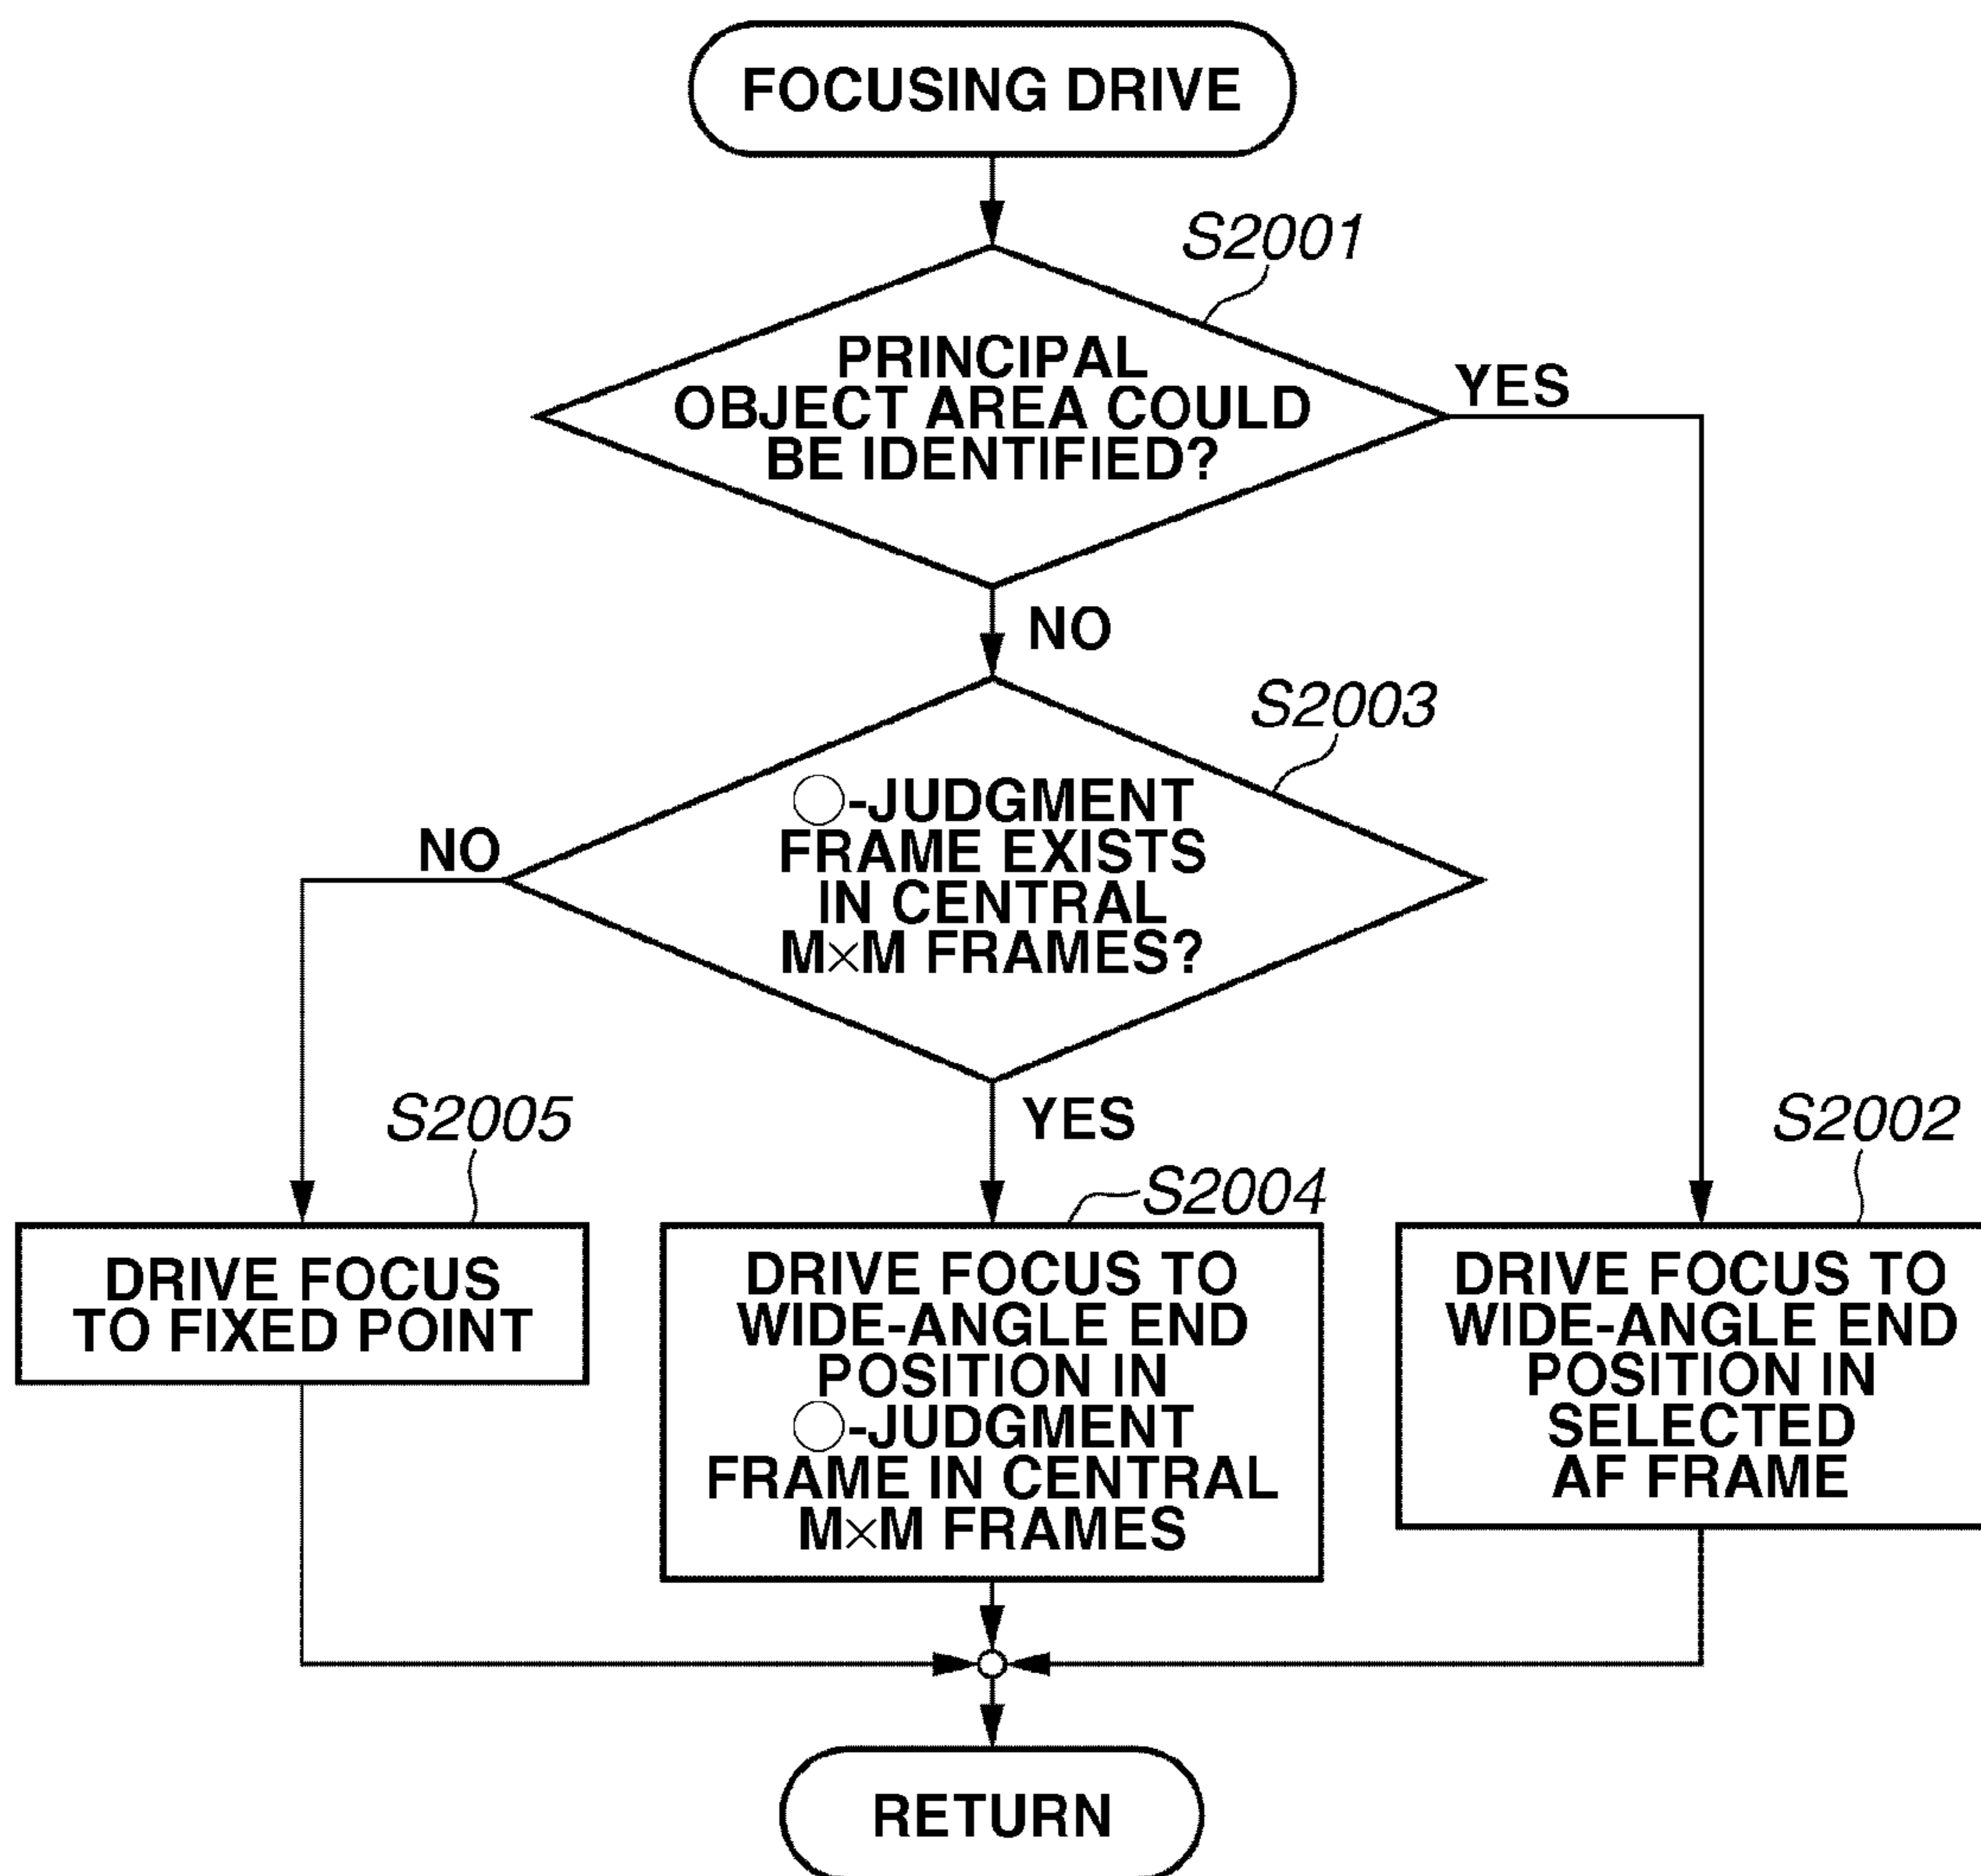 FOCUSING DRIVE
S2001
PRINCIPAL
OBJECT AREA COULD
BE IDENTIFIED?
YES
NO
S2003
◯-JUDGMENT
FRAME EXISTS
IN CENTRAL
M×M FRAMES?
NO
YES
S2005
DRIVE FOCUS
TO FIXED POINT
S2004
DRIVE FOCUS TO
WIDE-ANGLE END
POSITION IN
◯-JUDGMENT
FRAME IN CENTRAL
M×M FRAMES
S2002
DRIVE FOCUS TO
WIDE-ANGLE END
POSITION IN
SELECTED
AF FRAME
RETURN